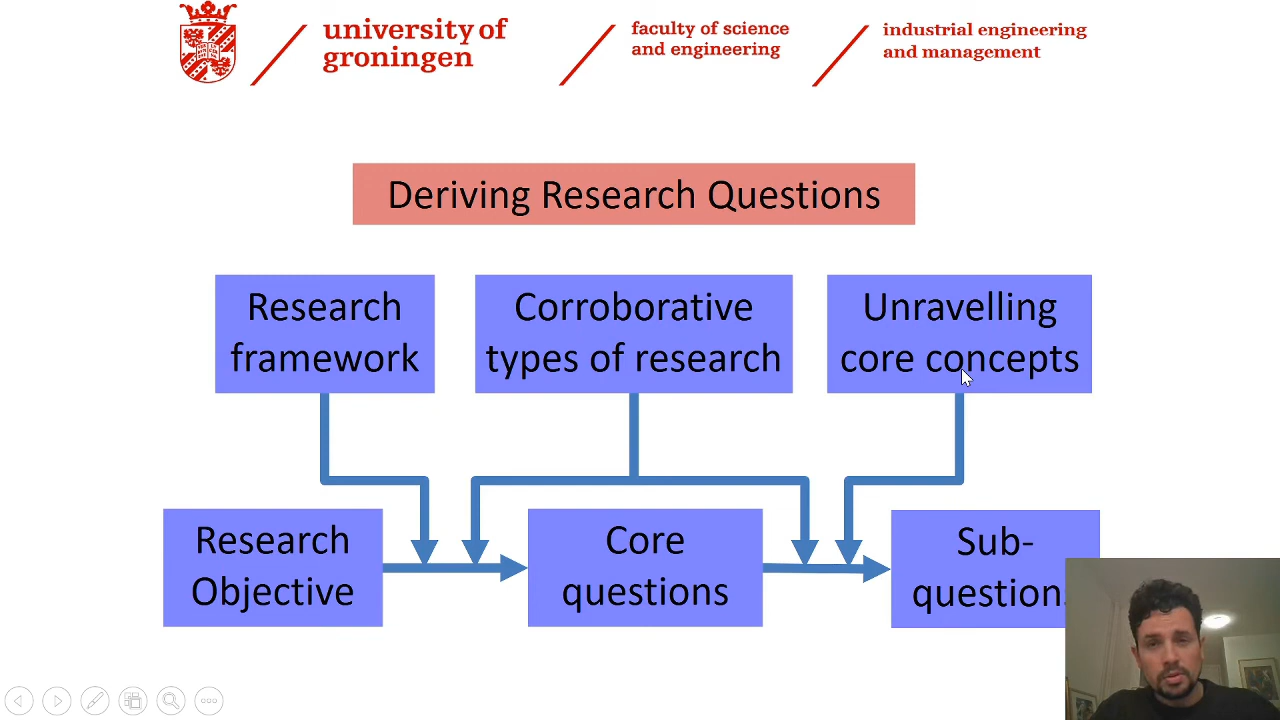 university of
groningen
faculty of science
and engineering
industrial engineering
and management
Deriving Research Questions
Research
framework
Corroborative
types of research
Unravelling
core concepts
Research
Objective
Core
questions
Sub-
question